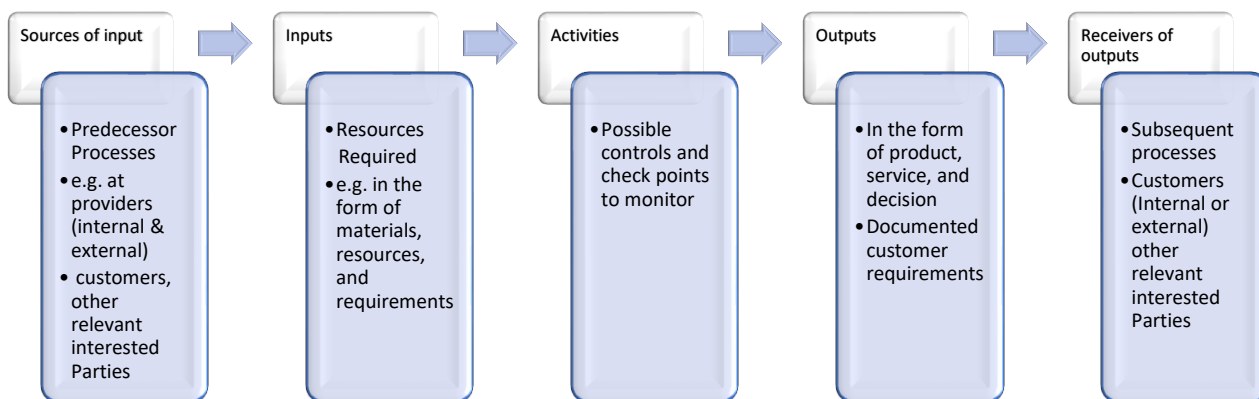 Sources of input
Inputs
Activities
Outputs
Receivers of
outputs
•Predecessor
Processes
•e.g. at
providers
(internal &
external)
• customers,
other
relevant
interested
Parties
•Resources
Required
•e.g. in the
form of
materials,
resources,
and
requirements
•Possible
controls and
check points
to monitor
•In the form
of product,
service, and
decision
•Documented
customer
requirements
•Subsequent
processes
•Customers
(Internal or
external)
other
relevant
interested
Parties